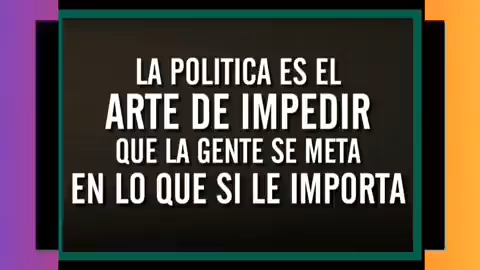 LA POLITICA ES EL
ARTE DE IMPEDIR
QUE LA GENTE SE META
EN LO QUE SI LE IMPORTA